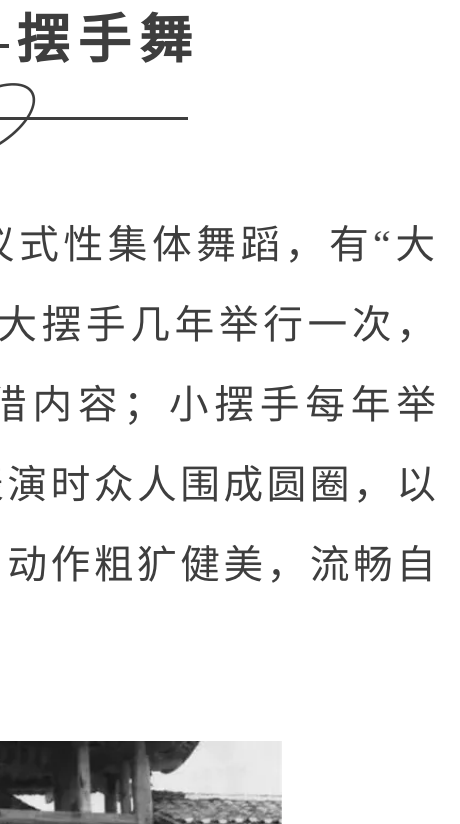 摆手舞
仪式性集体舞蹈，有“大
大摆手几年举行一次，
内容；小摆手每年举
演时众人围成圆圈，以
动作粗犷健美，流畅自